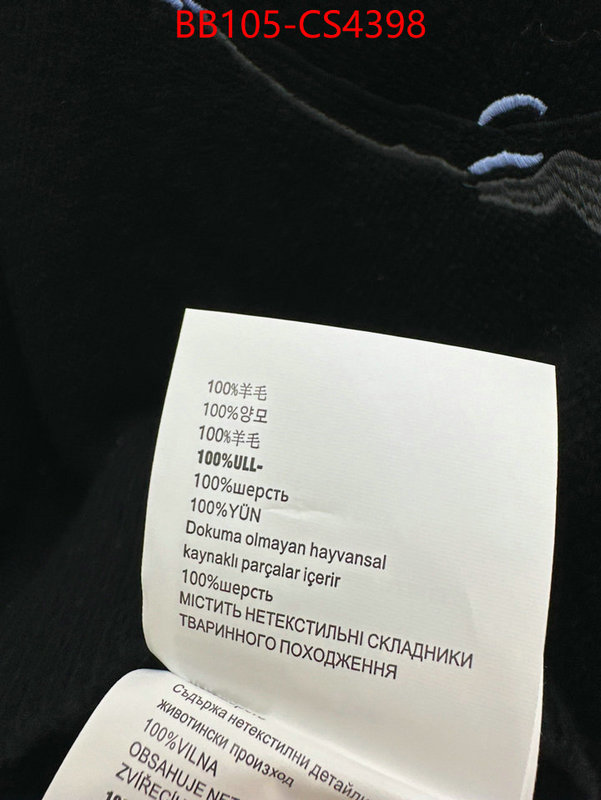 BB105-CS4398
100%羊毛
100%양모
100%羊毛
100%ULL-
100%шерсть
100%YÜN
Dokuma olmayan hayvansal
kaynaklı parçalar içerir
100%шерсть
МІСТИТЬ НЕТЕКСТИЛЬНІ СКЛАДНИКИ
ТВАРИННОГО ПОХОДЖЕННЯ
Съдържа нетекстилни детайли
животински произход
100%VILNA
OBSAHUJE